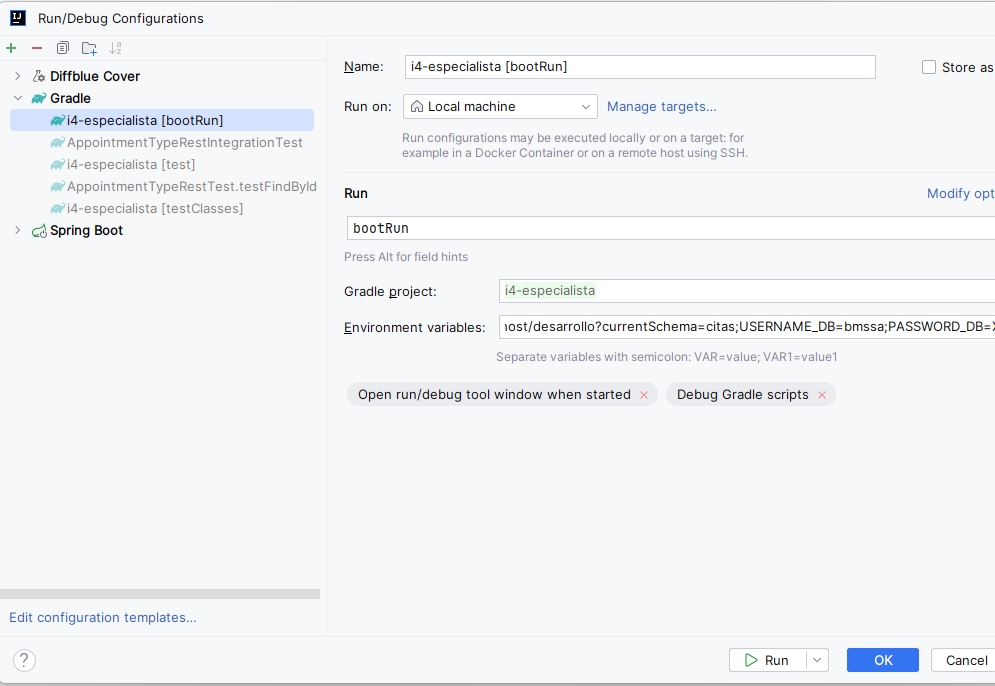 Run/Debug Configurations
Diffblue Cover
Gradle
i4-especialista [bootRun]
AppointmentTypeRestIntegrationTest
i4-especialista [test]
AppointmentTypeRestTest.testFindById
i4-especialista [testClasses]
Spring Boot
Edit configuration templates...
Name: i4-especialista [bootRun] Store as
Run on: Local machine Manage targets...
Run configurations may be executed locally or on a target: for
example in a Docker Container or on a remote host using SSH.
Run Modify opt
bootRun
Press Alt for field hints
Gradle project: i4-especialista
Environment variables: host/desarrollo?currentSchema=citas;USERNAME_DB=bmssa;PASSWORD_DB=
Separate variables with semicolon: VAR=value; VAR1=value1
Open run/debug tool window when started Debug Gradle scripts
? Run OK Cancel